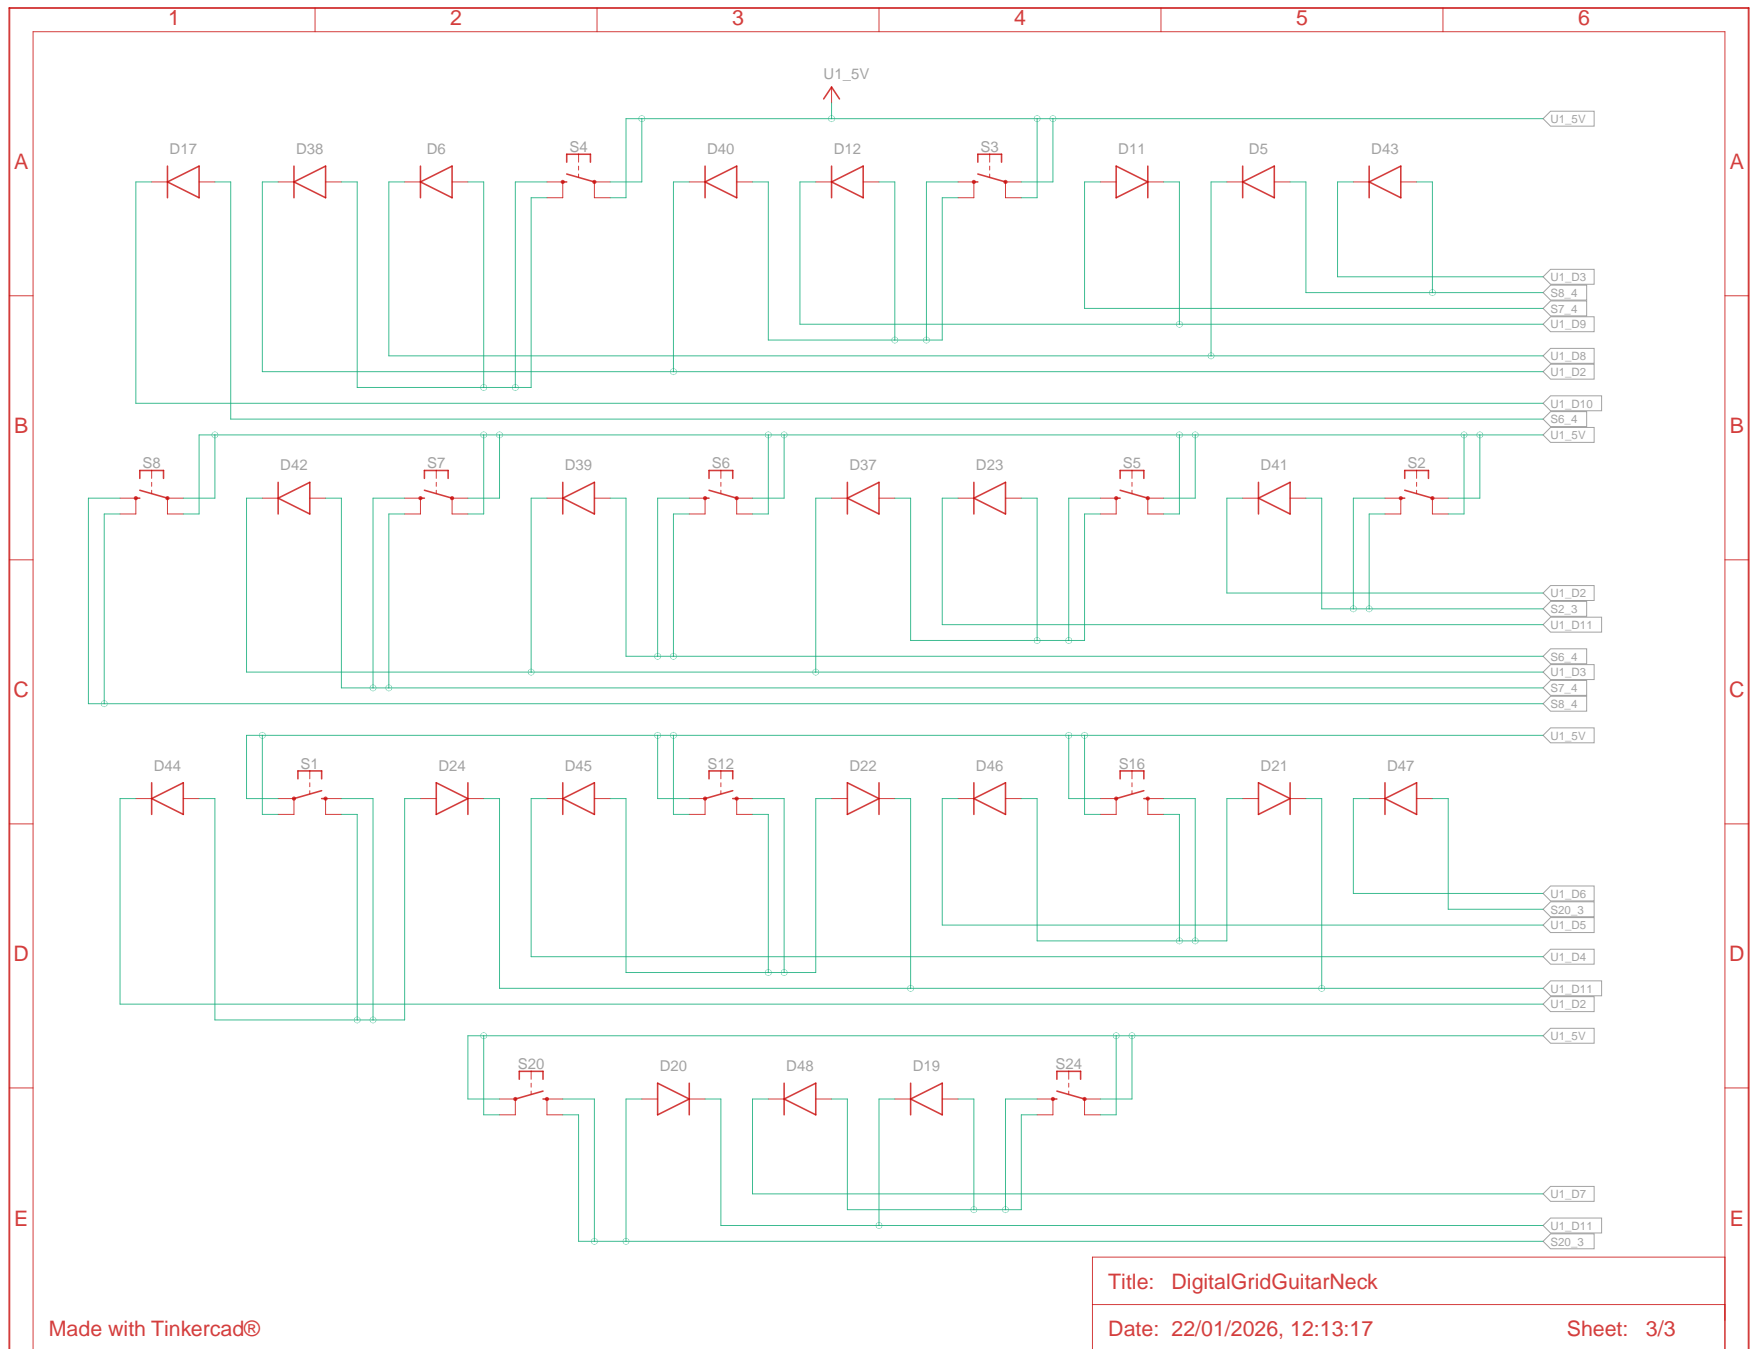 1 2 3 4 5 6
U1_5V
U1_5V
A D17 D38 D6 S4 D40 D12 S3 D11 D5 D43 A
U1_D3
S8_4
S7_4
U1_D9
U1_D8
U1_D2
U1_D10
S6_4
B B
U1_5V
S8 D42 S7 D39 S6 D37 D23 S5 D41 S2
U1_D2
S2_3
U1_D11
S6_4
U1_D3
C C
S7_4
S8_4
U1_5V
D44 S1 D24 D45 S12 D22 D46 S16 D21 D47
U1_D6
S20_3
U1_D5
D D
U1_D4
U1_D11
U1_D2
U1_5V
S20 D20 D48 D19 S24
U1_D7
E E
U1_D11
S20_3
Title: DigitalGridGuitarNeck
Made with Tinkercad®
Date: 22/01/2026, 12:13:17 Sheet: 3/3